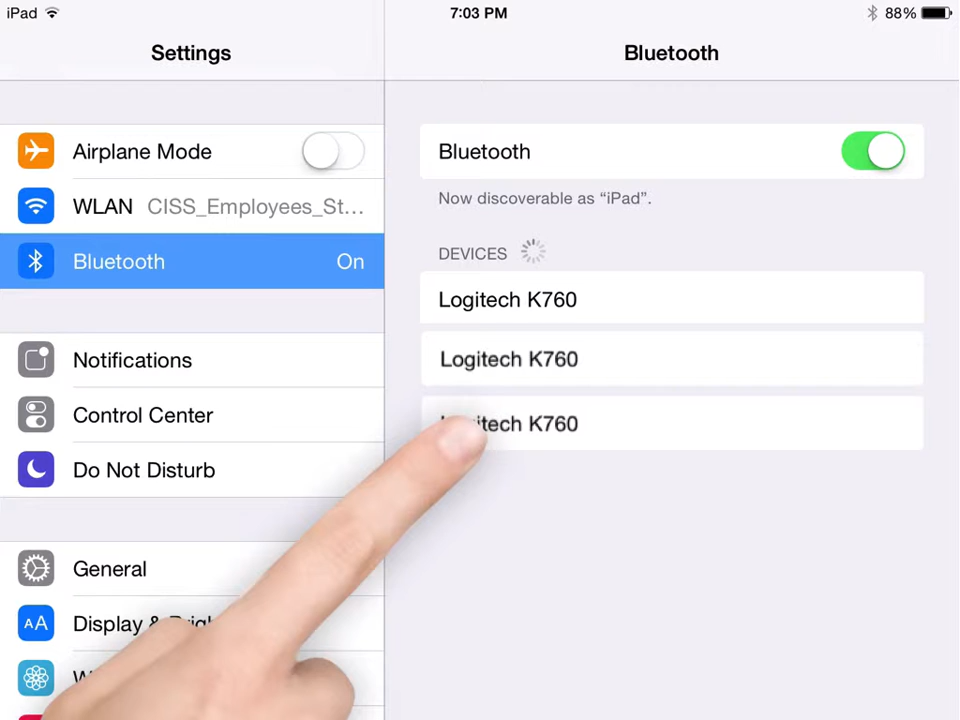 iPad
7:03 PM
88%
Settings
Bluetooth
Airplane Mode
WLAN CISS_Employees_St...
Bluetooth On
Notifications
Control Center
Do Not Disturb
General
Display &
AA
Bluetooth
Now discoverable as “iPad”.
DEVICES
Logitech K760
Logitech K760
itech K760